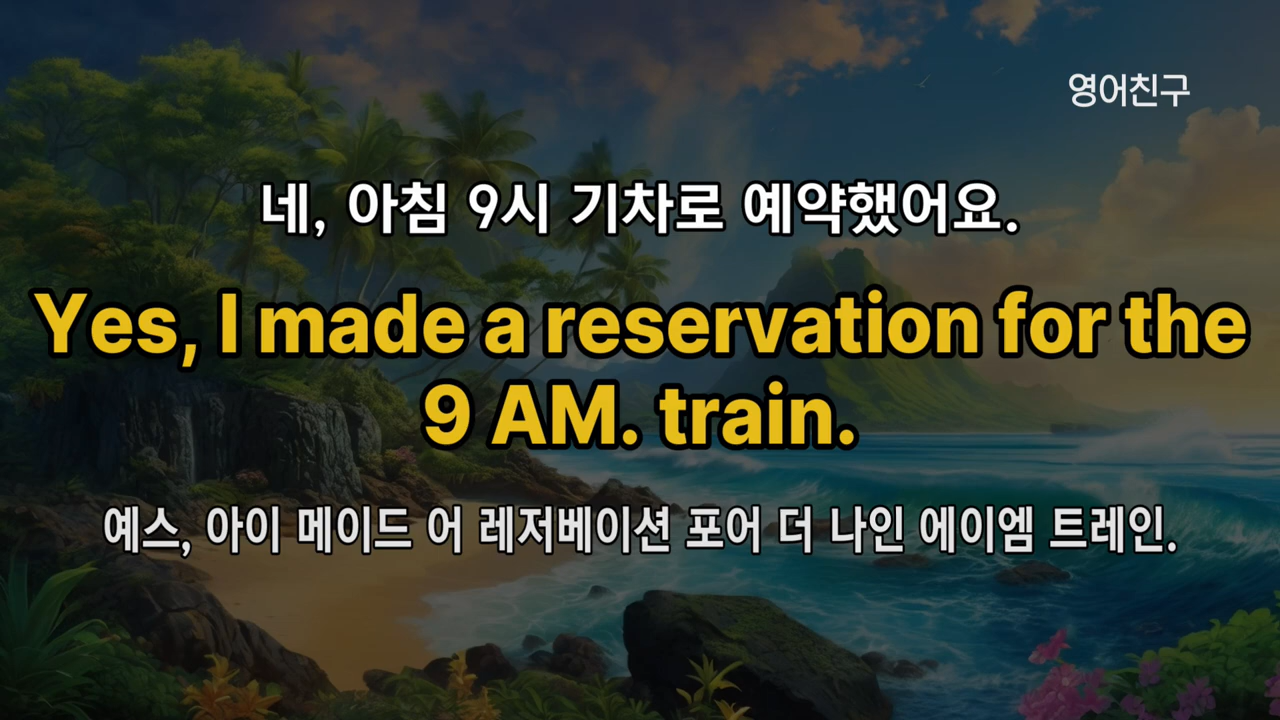 영어친구
네, 아침 9시 기차로 예약했어요.
Yes, I made a reservation for the
9 AM. train.
예스, 아이 메이드 어 레저베이션 포어 더 나인 에이엠 트레인.